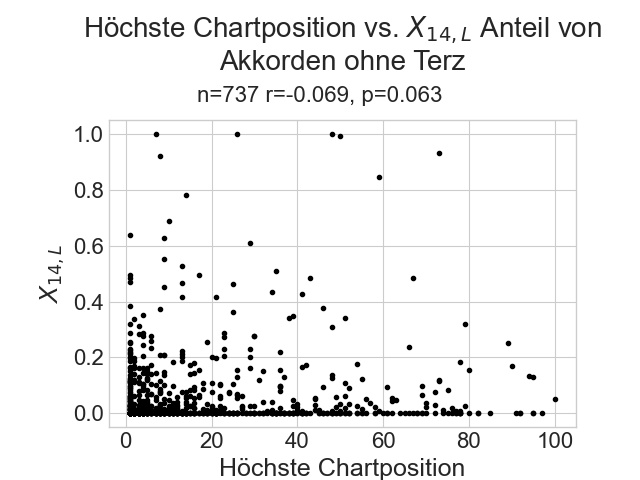 Höchste Chartposition vs. X₁₄,L Anteil von
Akkorden ohne Terz
n=737 r=-0.069, p=0.063
1.0
0.8
0.6
0.4
0.2
0.0
X₁₄,L
0 20 40 60 80 100
Höchste Chartposition